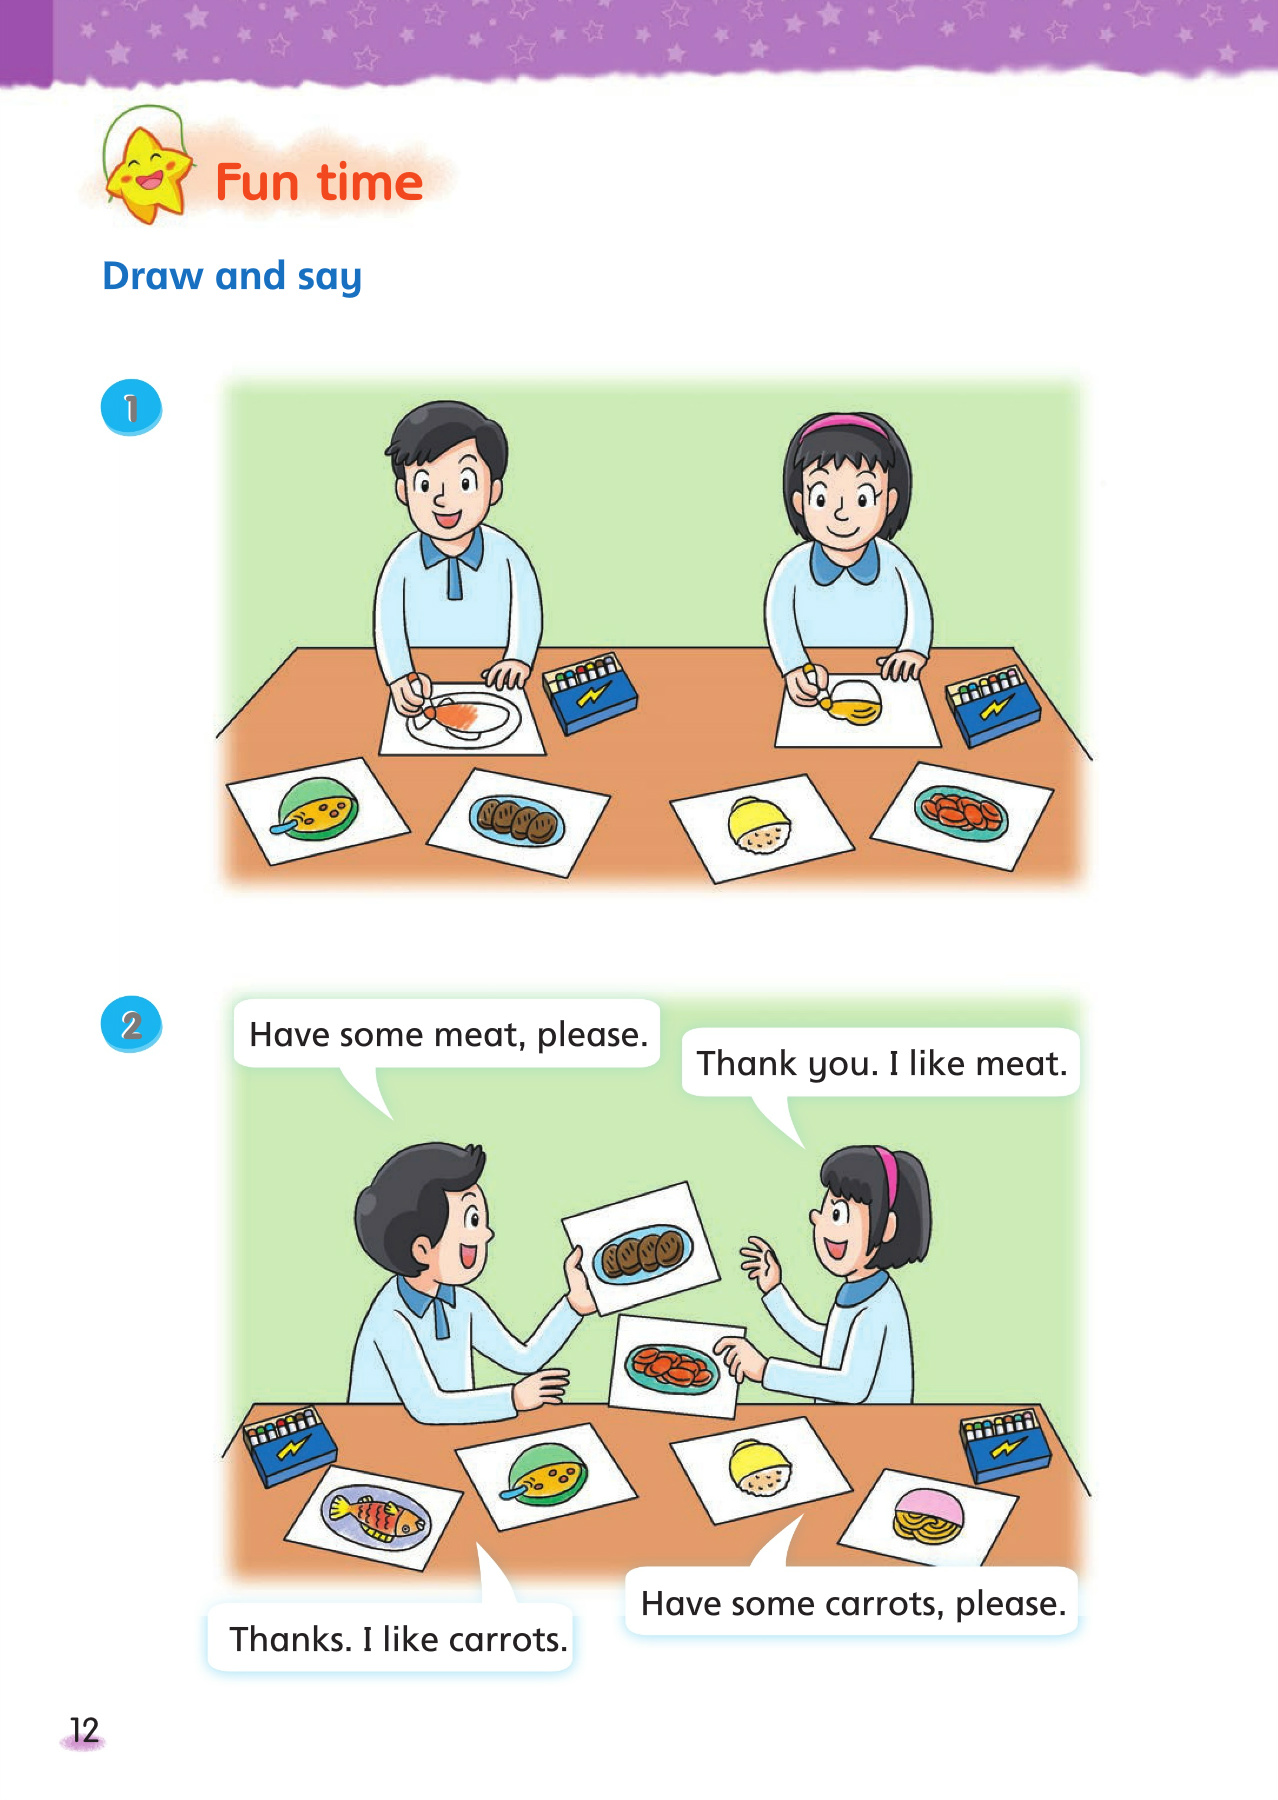 Fun time
Draw and say
1
2
Have some meat, please.
Thank you. I like meat.
Have some carrots, please.
Thanks. I like carrots.
12